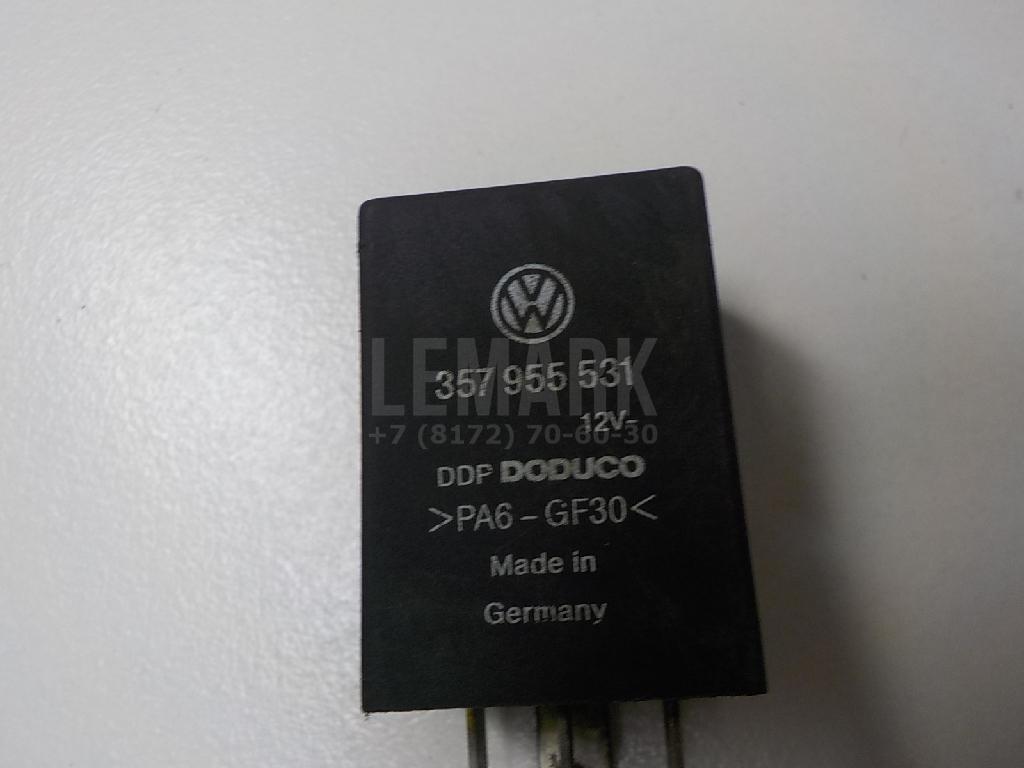 LEMARK
357 955 531
12V-
+7 (8172) 70-60-30
DDP DODUCO
>PA6-GF30<
Made in
Germany